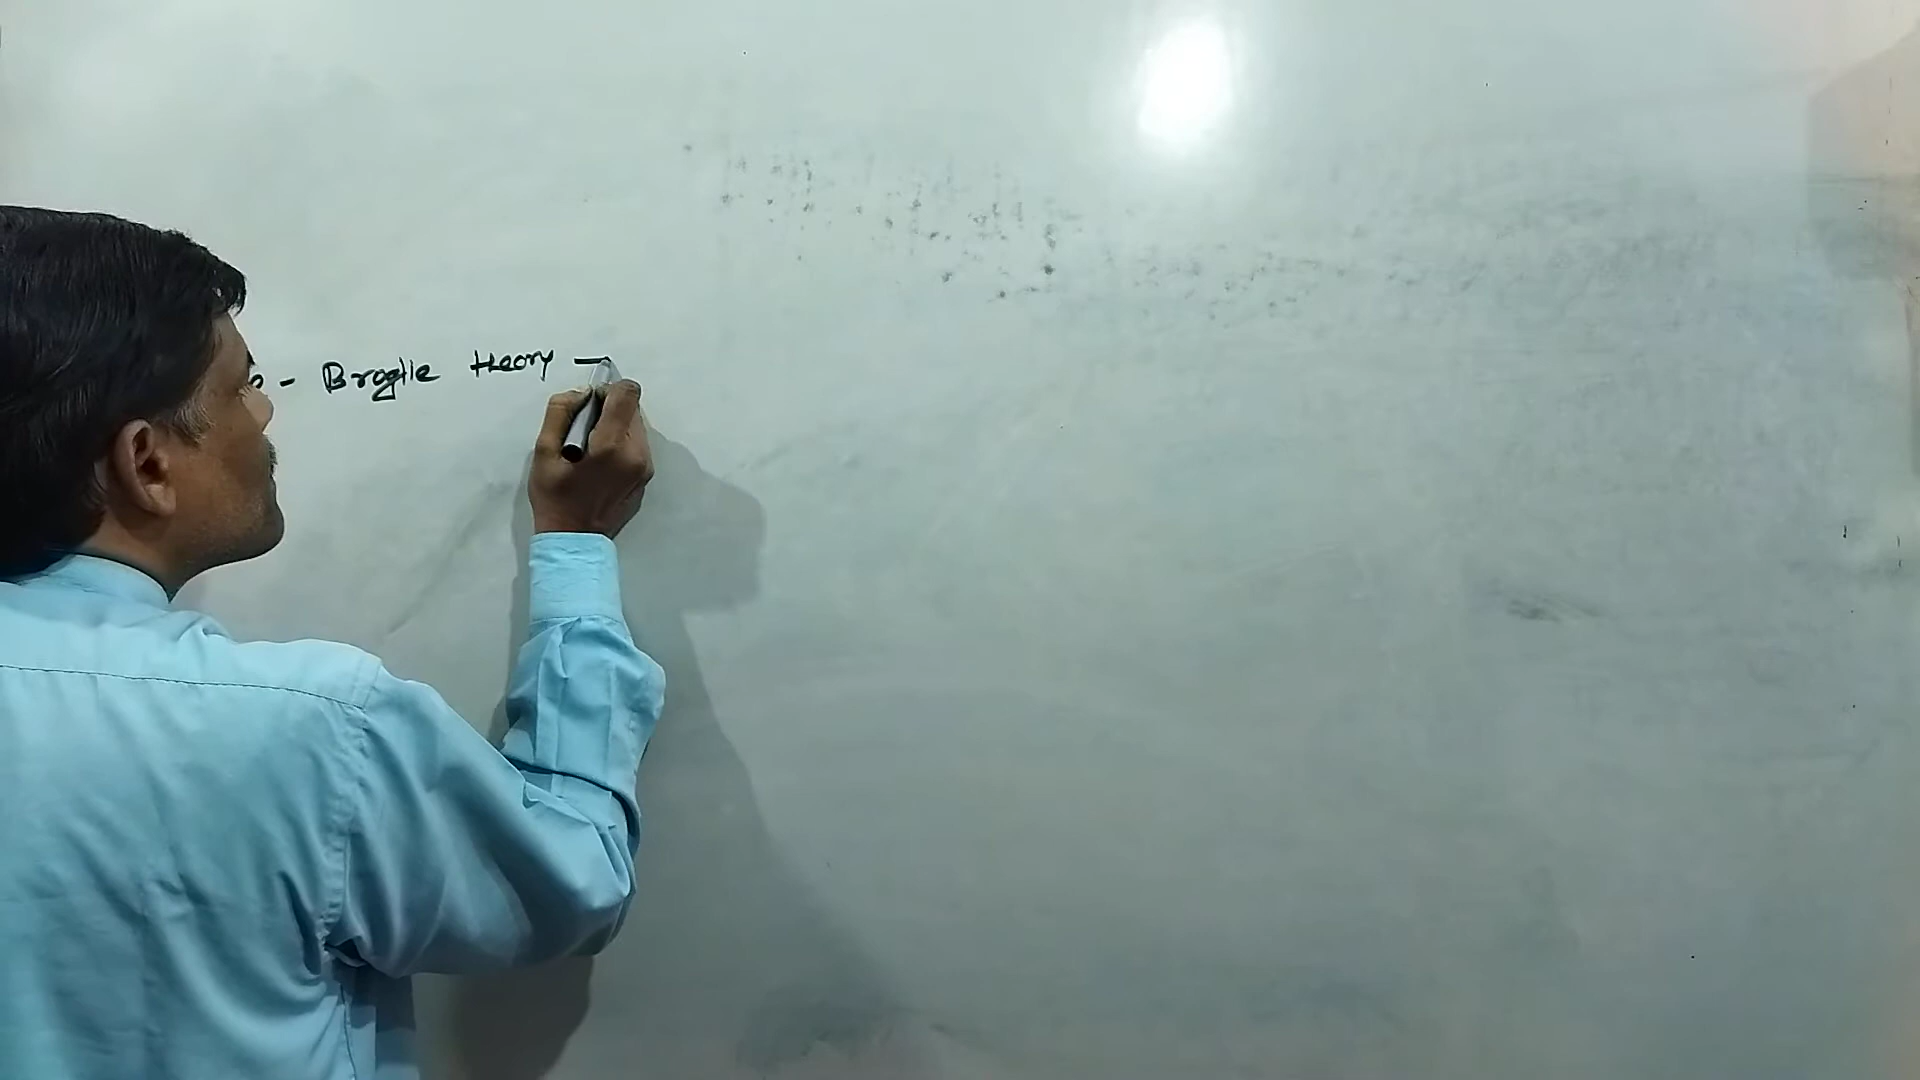 - Broglie theory —